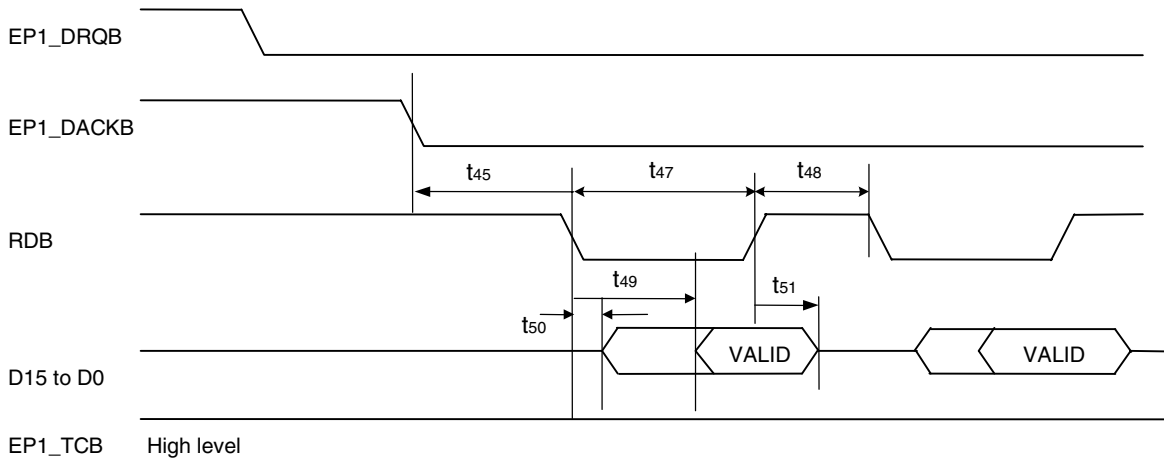 EP1_DRQB
EP1_DACKB
t45
t47
t48
RDB
t49
t51
t50
VALID
VALID
D15 to D0
EP1_TCB High level